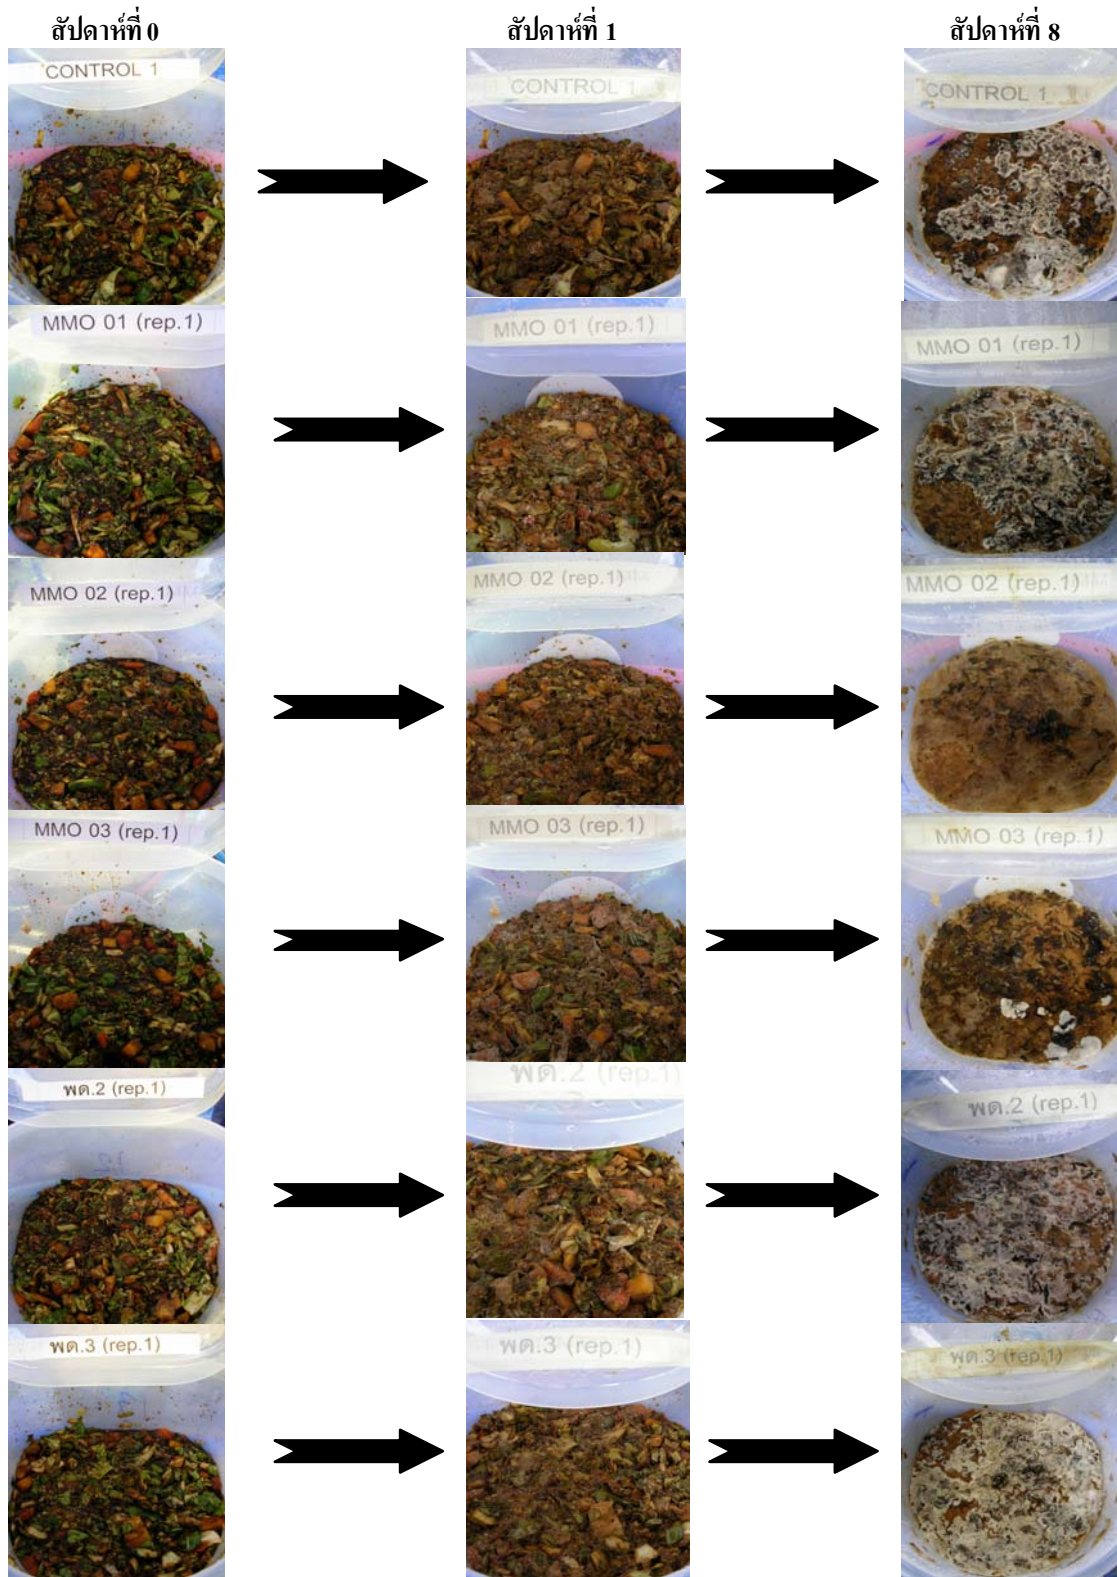 สัปดาห์ที่ 0
สัปดาห์ที่ 1
สัปดาห์ที่ 8
CONTROL 1
CONTROL 1
CONTROL 1
MMO 01 (rep.1)
MMO 01 (rep.1)
MMO 01 (rep.1)
MMO 02 (rep.1)
MMO 02 (rep.1)
MMO 02 (rep.1)
MMO 03 (rep.1)
MMO 03 (rep.1)
MMO 03 (rep.1)
พด.2 (rep.1)
พด.2 (rep.1)
พด.2 (rep.1)
พด.3 (rep.1)
พด.3 (rep.1)
พด.3 (rep.1)